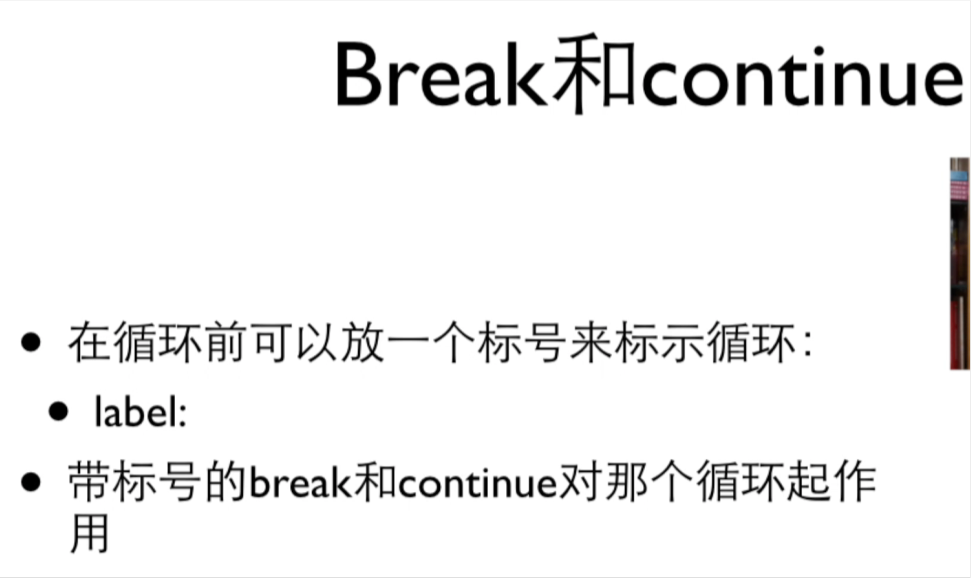 Break和continue
• 在循环前可以放一个标号来标示循环：
• label:
• 带标号的break和continue对那个循环起作
用